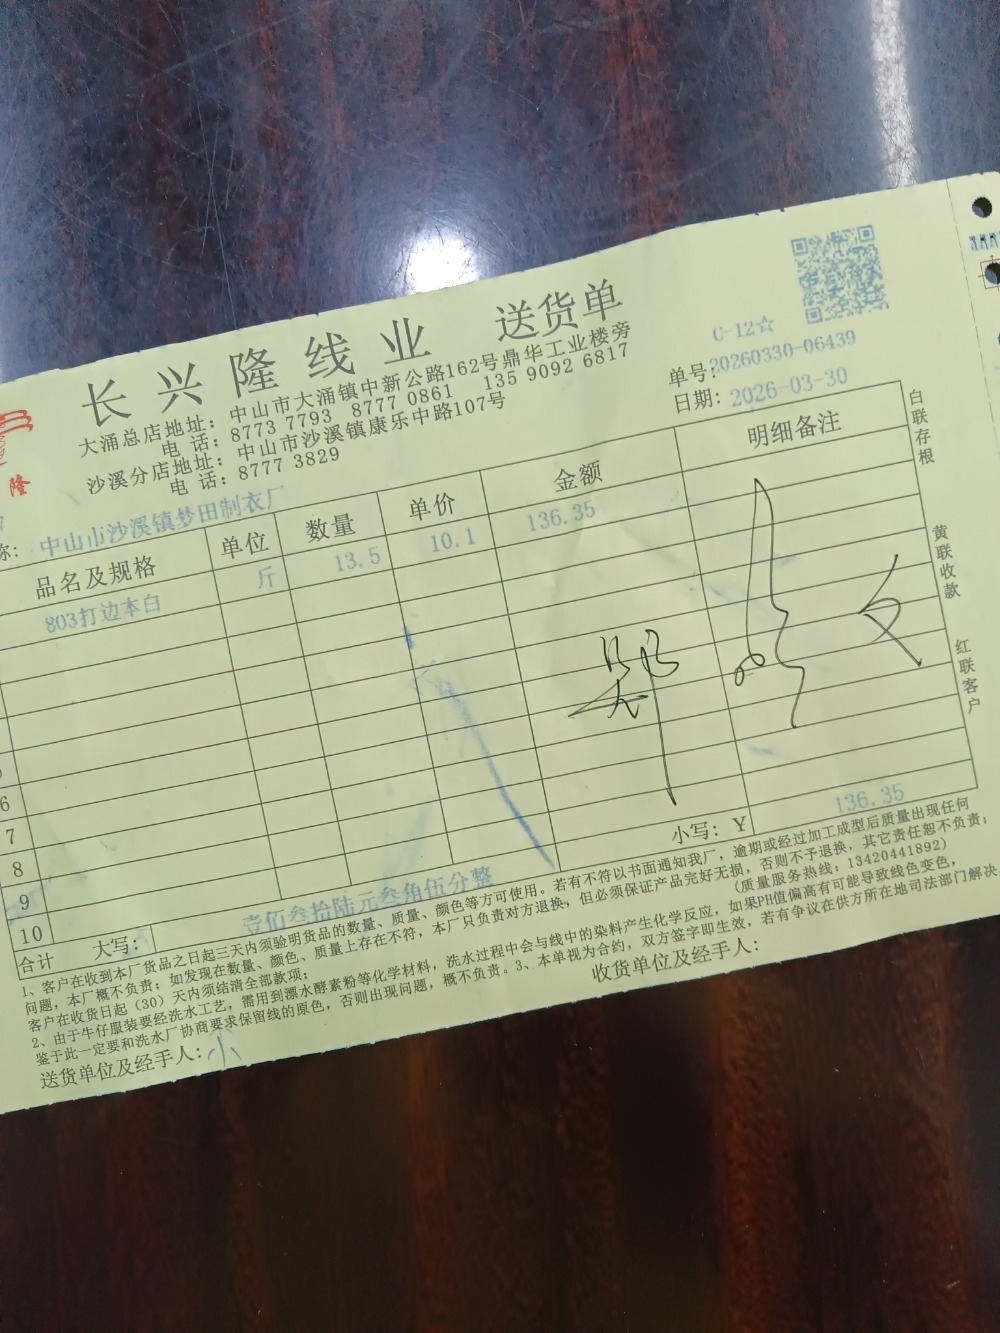 长兴隆线业 送货单
大涌总店地址：中山市大涌镇中新公路162号鼎华工业楼旁
电 话：8773 7793 8777 0861 135 9092 6817
沙溪分店地址：中山市沙溪镇康乐中路107号
电 话：8777 3829
C-12☆
单号：20260330-06439
日期：2026-03-30
隆
称：中山市沙溪镇梦田制衣厂
品名及规格 单位 数量 单价 金额 明细备注
803打边本白 斤 13.5 10.1 136.35
6
7
8
9
10
合计 大写：壹佰叁拾陆元叁角伍分整 小写：¥ 136.35
1、客户在收到本厂货品之日起三天内须验明货品的数量、质量、颜色等方可使用。若有不符以书面通知我厂，逾期或经过加工成型后质量出现任何
问题，本厂概不负责；如发现在数量、颜色、质量上存在不符，本厂只负责对方退换，但必须保证产品完好无损，否则不予退换，其它责任恕不负责；
客户在收货日起（30）天内须结清全部款项； （质量服务热线：13420441892）
2、由于牛仔服装要经洗水工艺，需用到漂水酵素粉等化学材料，洗水过程中会与线中的染料产生化学反应，如果PH值偏高有可能导致线色变色，
鉴于此一定要和洗水厂协商要求保留线的原色，否则出现问题，概不负责。3、本单视为合约，双方签字即生效，若有争议在供方所在地司法部门解决
送货单位及经手人： 收货单位及经手人：
白联存根
黄联收款
红联客户